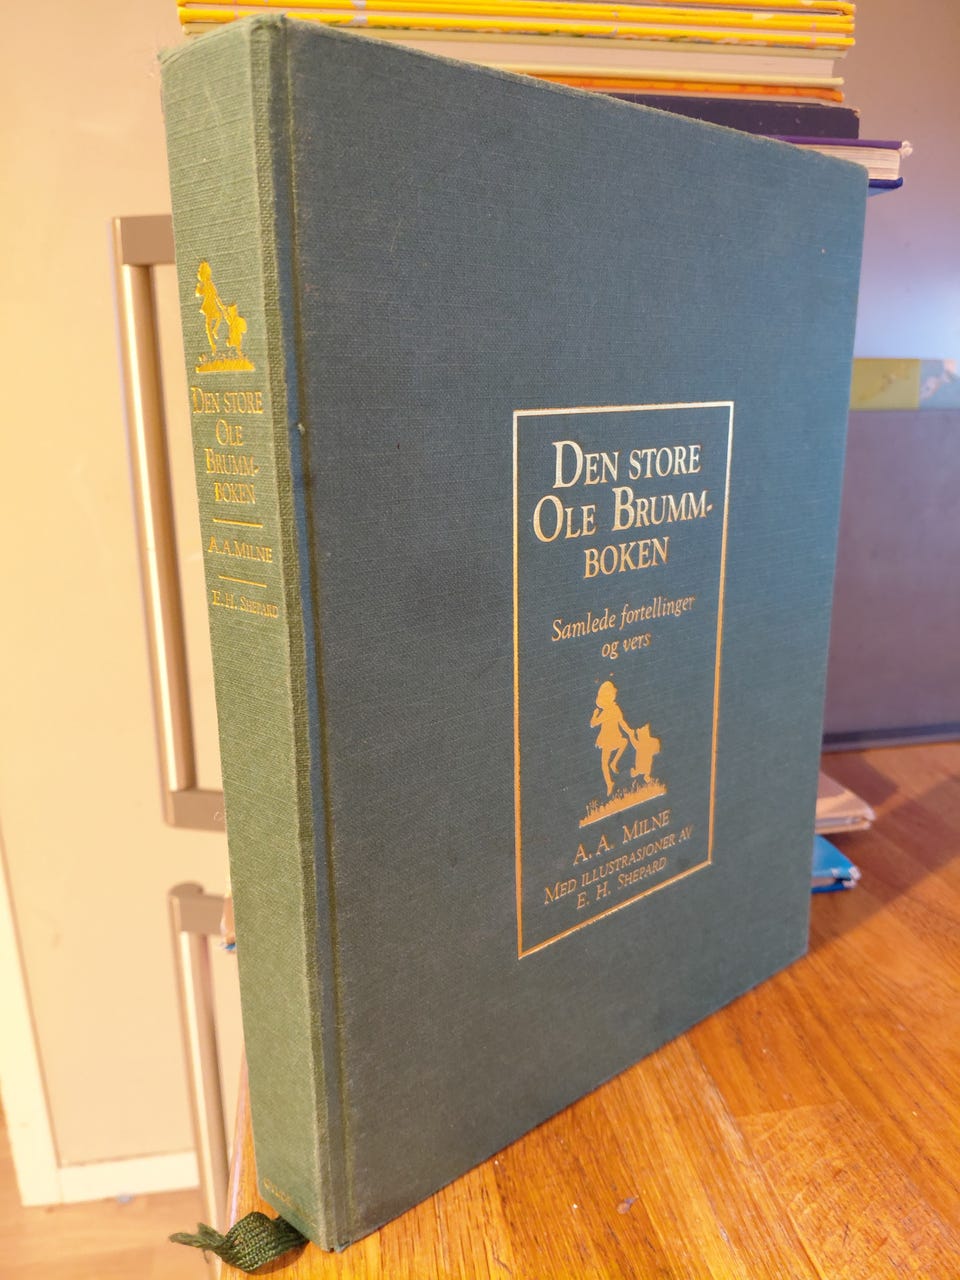 DEN STORE
OLE
BRUMM-
BOKEN
A.A.MILNE
E.H. SHEPARD
DEN STORE
OLE BRUMM-
BOKEN
Samlede fortellinger
og vers
A. A. MILNE
MED ILLUSTRASJONER AV
E. H. SHEPARD